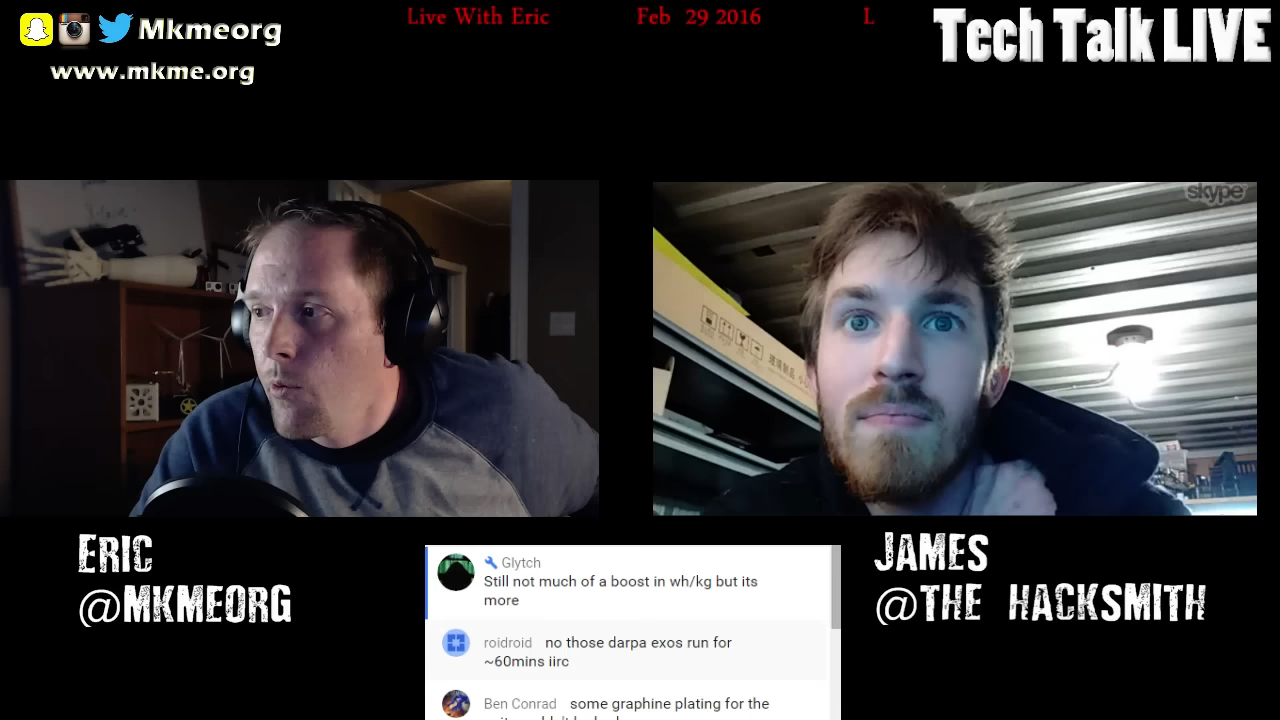 Live With Eric Feb 29 2016 L
Mkmeorg
www.mkme.org
Tech Talk LIVE
skype
ERIC
@MKMEORG
JAMES
@THE HACKSMITH
Glytch
Still not much of a boost in wh/kg but its
more
roidroid no those darpa exos run for
~60mins iirc
Ben Conrad some graphine plating for the